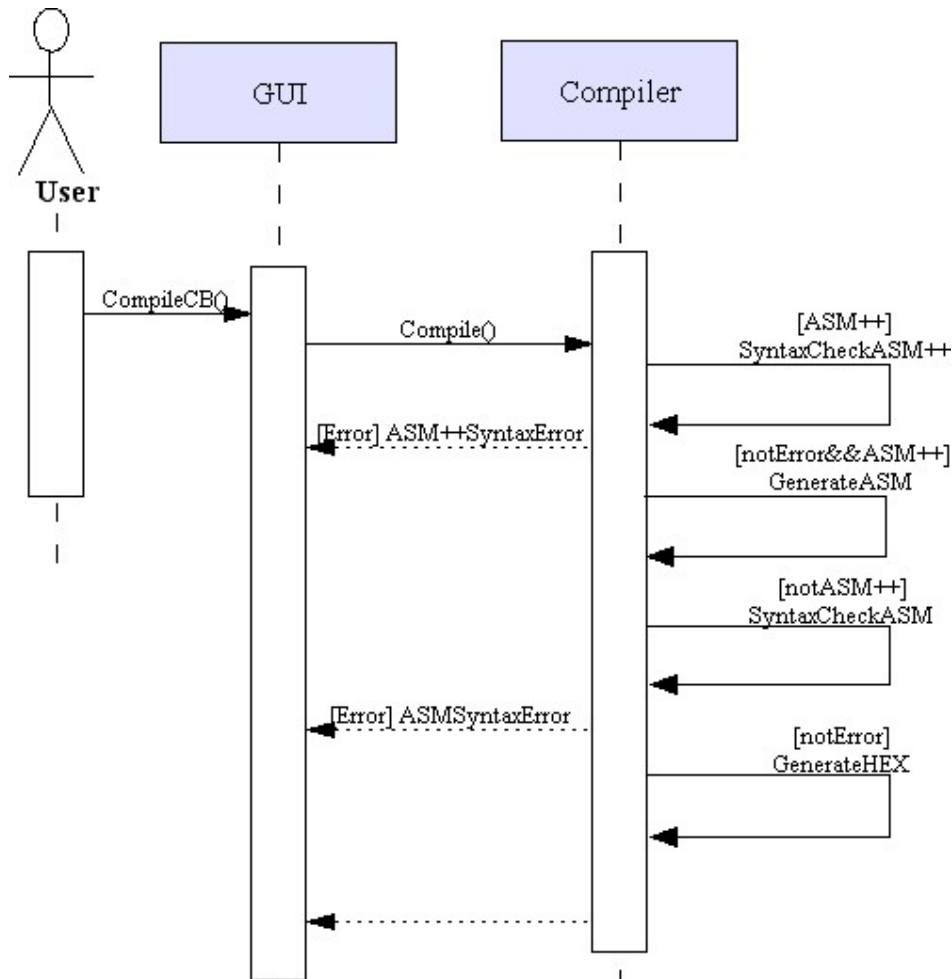 GUI
Compiler
User
CompileCB()
Compile()
[ASM++]
SyntaxCheckASM++
[Error] ASM++SyntaxError
[notError&&ASM++]
GenerateASM
[notASM++]
SyntaxCheckASM
[Error] ASMSyntaxError
[notError]
GenerateHEX